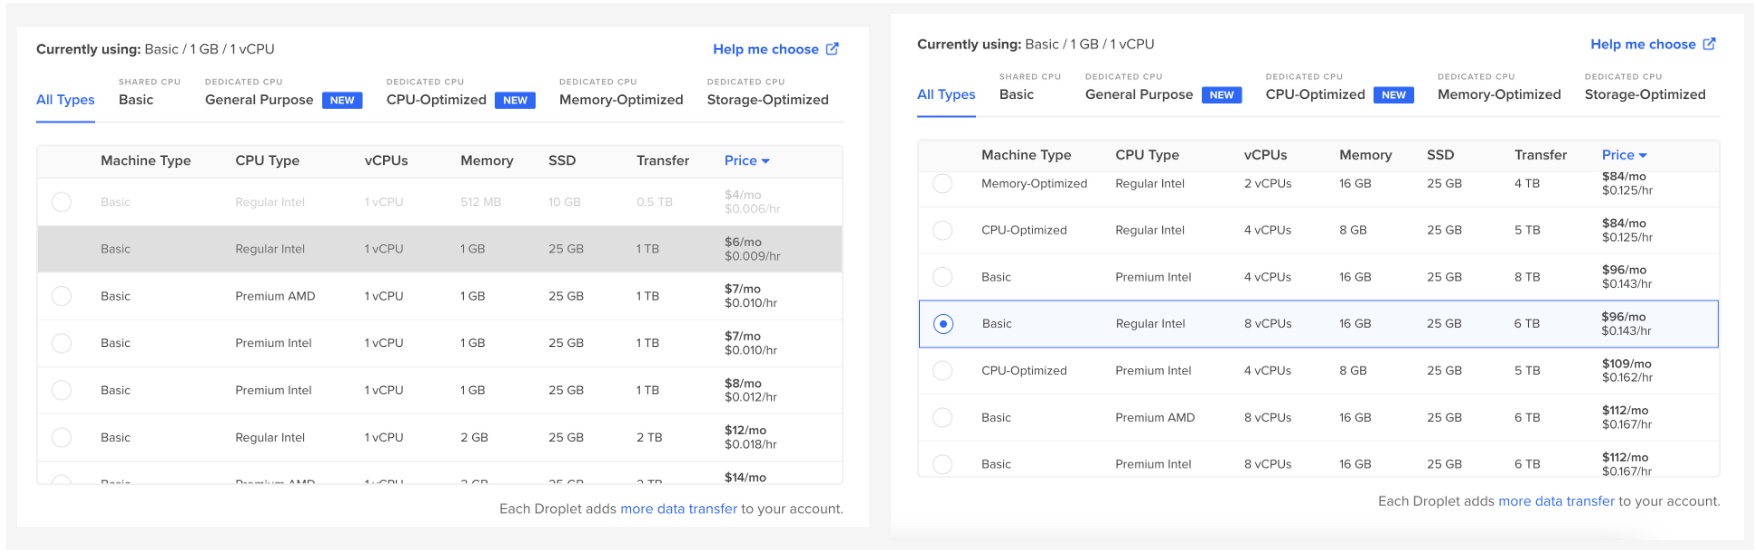 Currently using: Basic / 1 GB / 1 vCPU
Help me choose
SHARED CPU DEDICATED CPU DEDICATED CPU DEDICATED CPU DEDICATED CPU
All Types Basic General Purpose NEW CPU-Optimized NEW Memory-Optimized Storage-Optimized
Machine Type CPU Type vCPUs Memory SSD Transfer Price
Basic Regular Intel 1 vCPU 512 MB 10 GB 0.5 TB $4/mo
$0.006/hr
Basic Regular Intel 1 vCPU 1 GB 25 GB 1 TB $6/mo
$0.009/hr
Basic Premium AMD 1 vCPU 1 GB 25 GB 1 TB $7/mo
$0.010/hr
Basic Premium Intel 1 vCPU 1 GB 25 GB 1 TB $7/mo
$0.010/hr
Basic Premium Intel 1 vCPU 1 GB 25 GB 1 TB $8/mo
$0.012/hr
Basic Regular Intel 1 vCPU 2 GB 25 GB 2 TB $12/mo
$0.018/hr
Basic Premium AMD 1 vCPU 2 GB 25 GB 2 TB $14/mo
Each Droplet adds more data transfer to your account.
Currently using: Basic / 1 GB / 1 vCPU
Help me choose
SHARED CPU DEDICATED CPU DEDICATED CPU DEDICATED CPU DEDICATED CPU
All Types Basic General Purpose NEW CPU-Optimized NEW Memory-Optimized Storage-Optimized
Machine Type CPU Type vCPUs Memory SSD Transfer Price
Memory-Optimized Regular Intel 2 vCPUs 16 GB 25 GB 4 TB $84/mo
$0.125/hr
CPU-Optimized Regular Intel 4 vCPUs 8 GB 25 GB 5 TB $84/mo
$0.125/hr
Basic Premium Intel 4 vCPUs 16 GB 25 GB 8 TB $96/mo
$0.143/hr
Basic Regular Intel 8 vCPUs 16 GB 25 GB 6 TB $96/mo
$0.143/hr
CPU-Optimized Premium Intel 4 vCPUs 8 GB 25 GB 5 TB $109/mo
$0.162/hr
Basic Premium AMD 8 vCPUs 16 GB 25 GB 6 TB $112/mo
$0.167/hr
Basic Premium Intel 8 vCPUs 16 GB 25 GB 6 TB $112/mo
$0.167/hr
Each Droplet adds more data transfer to your account.